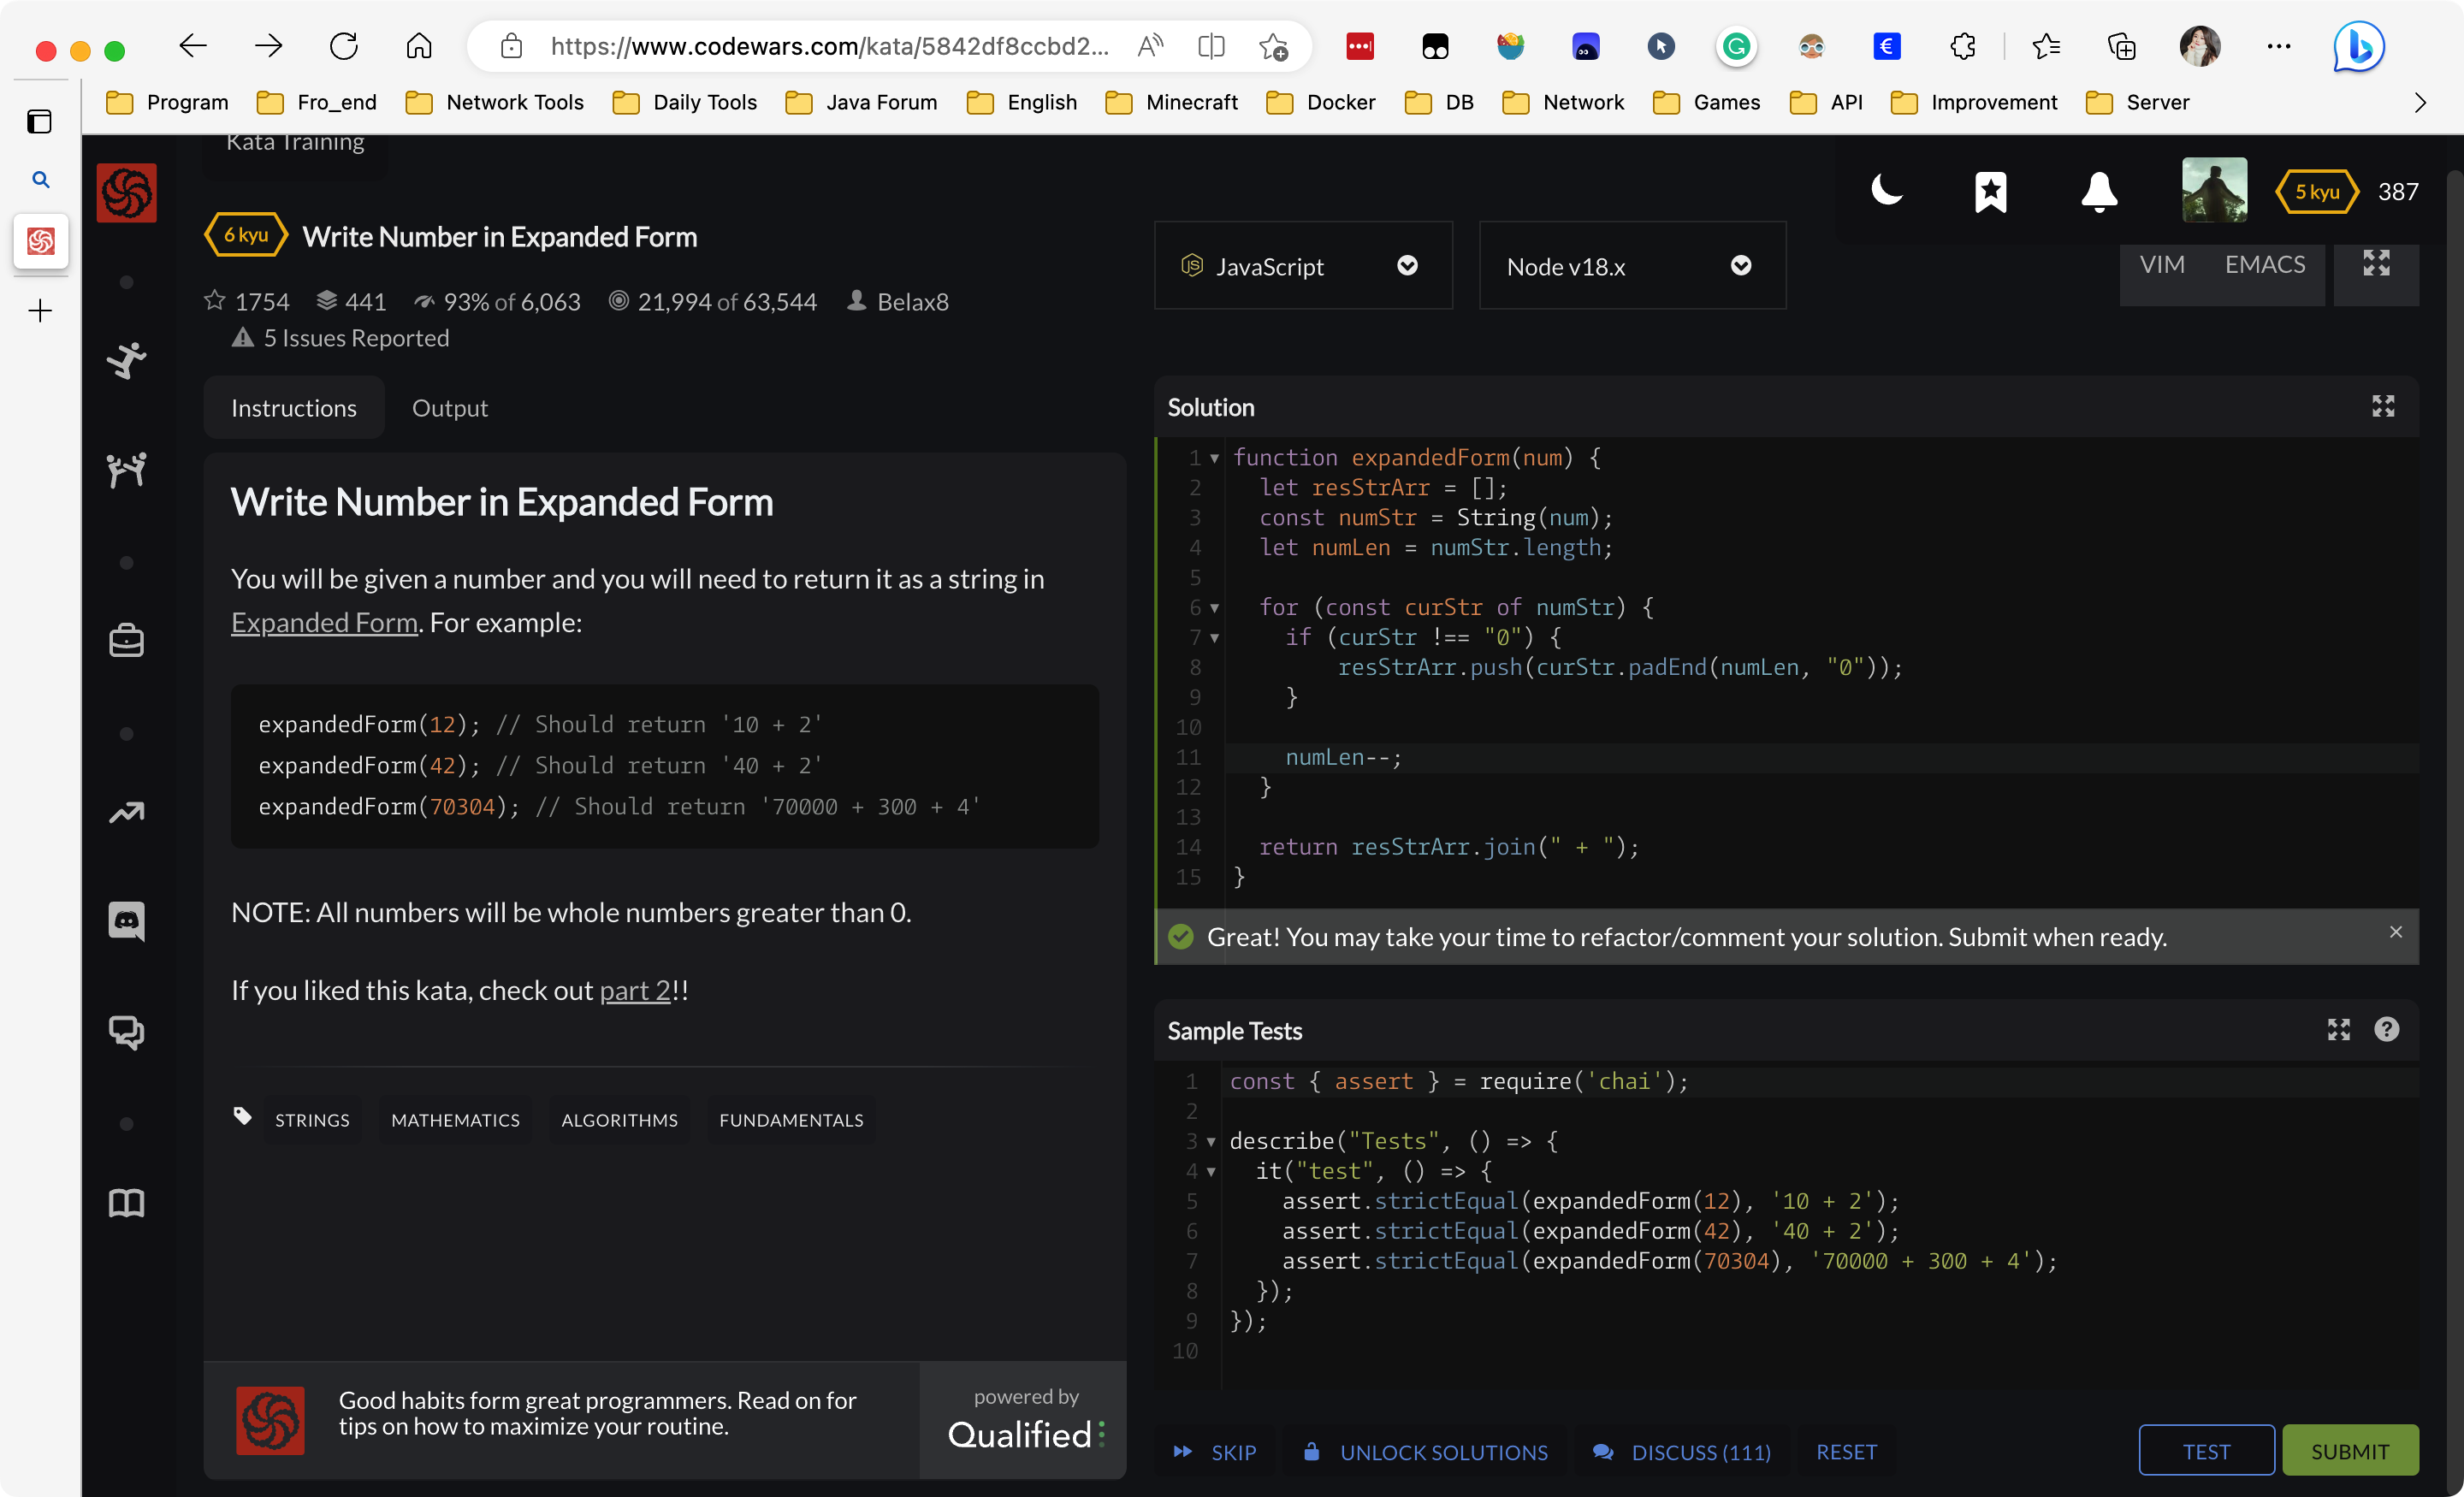 https://www.codewars.com/kata/5842df8ccbd2...
Program Fro_end Network Tools Daily Tools Java Forum English Minecraft Docker DB Network Games API Improvement Server
Kata Training
6 kyu Write Number in Expanded Form
1754 441 93% of 6,063 21,994 of 63,544 Belax8
5 Issues Reported
JavaScript
Node v18.x
5 kyu 387
VIM EMACS
Instructions Output
Write Number in Expanded Form
You will be given a number and you will need to return it as a string in
Expanded Form. For example:
expandedForm(12); // Should return '10 + 2'
expandedForm(42); // Should return '40 + 2'
expandedForm(70304); // Should return '70000 + 300 + 4'
NOTE: All numbers will be whole numbers greater than 0.
If you liked this kata, check out part 2!!
STRINGS MATHEMATICS ALGORITHMS FUNDAMENTALS
Good habits form great programmers. Read on for
tips on how to maximize your routine.
powered by
Qualified
Solution
1 function expandedForm(num) {
2 let resStrArr = [];
3 const numStr = String(num);
4 let numLen = numStr.length;
5
6 for (const curStr of numStr) {
7 if (curStr !== "0") {
8 resStrArr.push(curStr.padEnd(numLen, "0"));
9 }
10
11 numLen--;
12 }
13
14 return resStrArr.join(" + ");
15 }
Great! You may take your time to refactor/comment your solution. Submit when ready.
Sample Tests
1 const { assert } = require('chai');
2
3 describe("Tests", () => {
4 it("test", () => {
5 assert.strictEqual(expandedForm(12), '10 + 2');
6 assert.strictEqual(expandedForm(42), '40 + 2');
7 assert.strictEqual(expandedForm(70304), '70000 + 300 + 4');
8 });
9 });
10
SKIP UNLOCK SOLUTIONS DISCUSS (111) RESET TEST SUBMIT